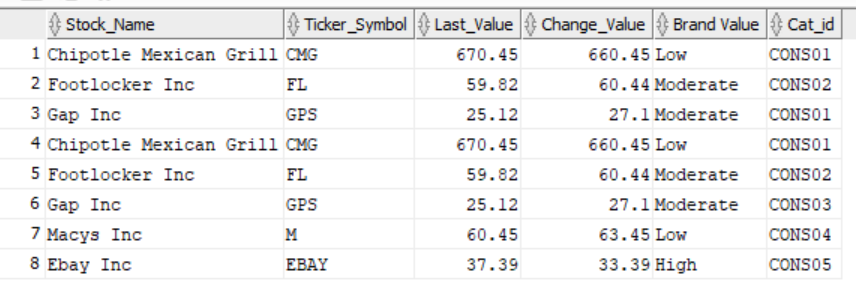 Stock_Name Ticker_Symbol Last_Value Change_Value Brand Value Cat_id
1 Chipotle Mexican Grill CMG 670.45 660.45 Low CONS01
2 Footlocker Inc FL 59.82 60.44 Moderate CONS02
3 Gap Inc GPS 25.12 27.1 Moderate CONS01
4 Chipotle Mexican Grill CMG 670.45 660.45 Low CONS01
5 Footlocker Inc FL 59.82 60.44 Moderate CONS02
6 Gap Inc GPS 25.12 27.1 Moderate CONS03
7 Macys Inc M 60.45 63.45 Low CONS04
8 Ebay Inc EBAY 37.39 33.39 High CONS05